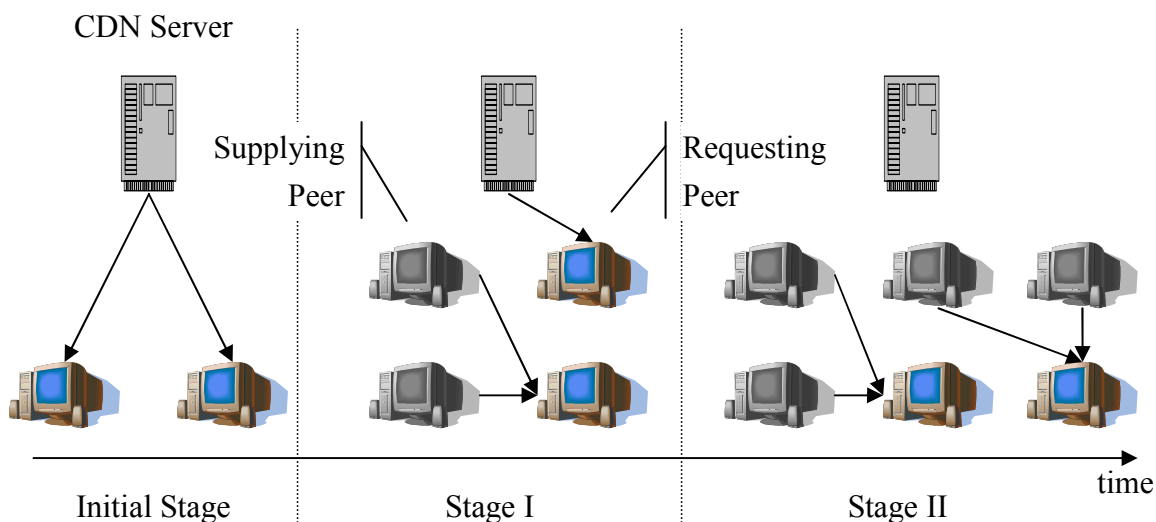 CDN Server
Supplying
Peer
Requesting
Peer
time
Initial Stage
Stage I
Stage II